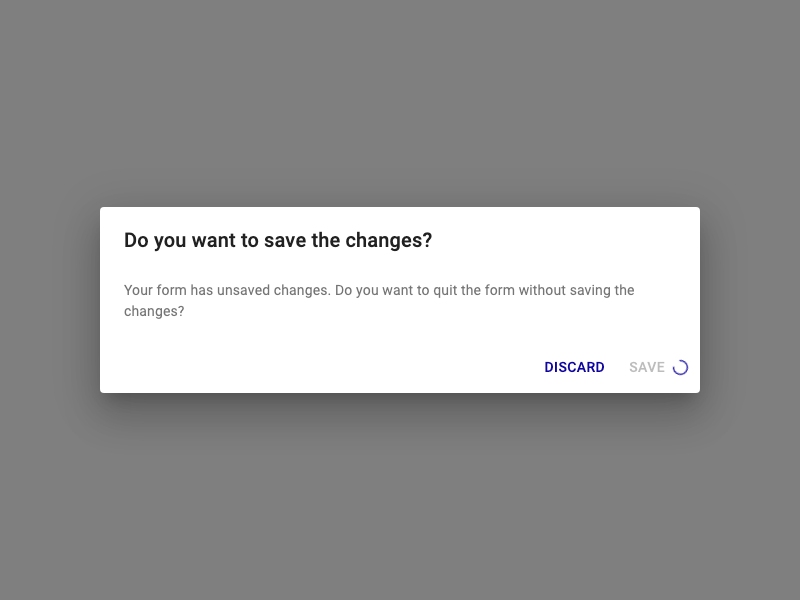 Do you want to save the changes?
Your form has unsaved changes. Do you want to quit the form without saving the
changes?
DISCARD SAVE